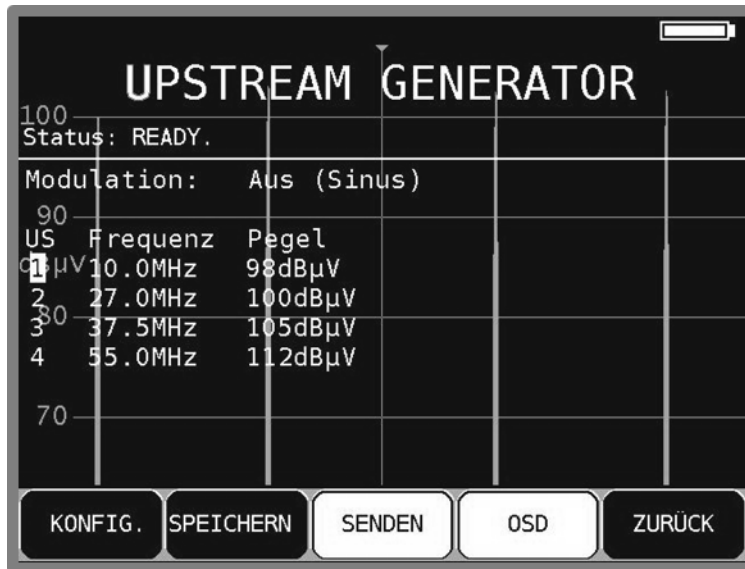 UPSTREAM GENERATOR
100
Status: READY.
Modulation: Aus (Sinus)
90
US Frequenz Pegel
dBµV
1 10.0MHz 98dBµV
2 27.0MHz 100dBµV
80
3 37.5MHz 105dBµV
4 55.0MHz 112dBµV
70
KONFIG. SPEICHERN SENDEN OSD ZURÜCK